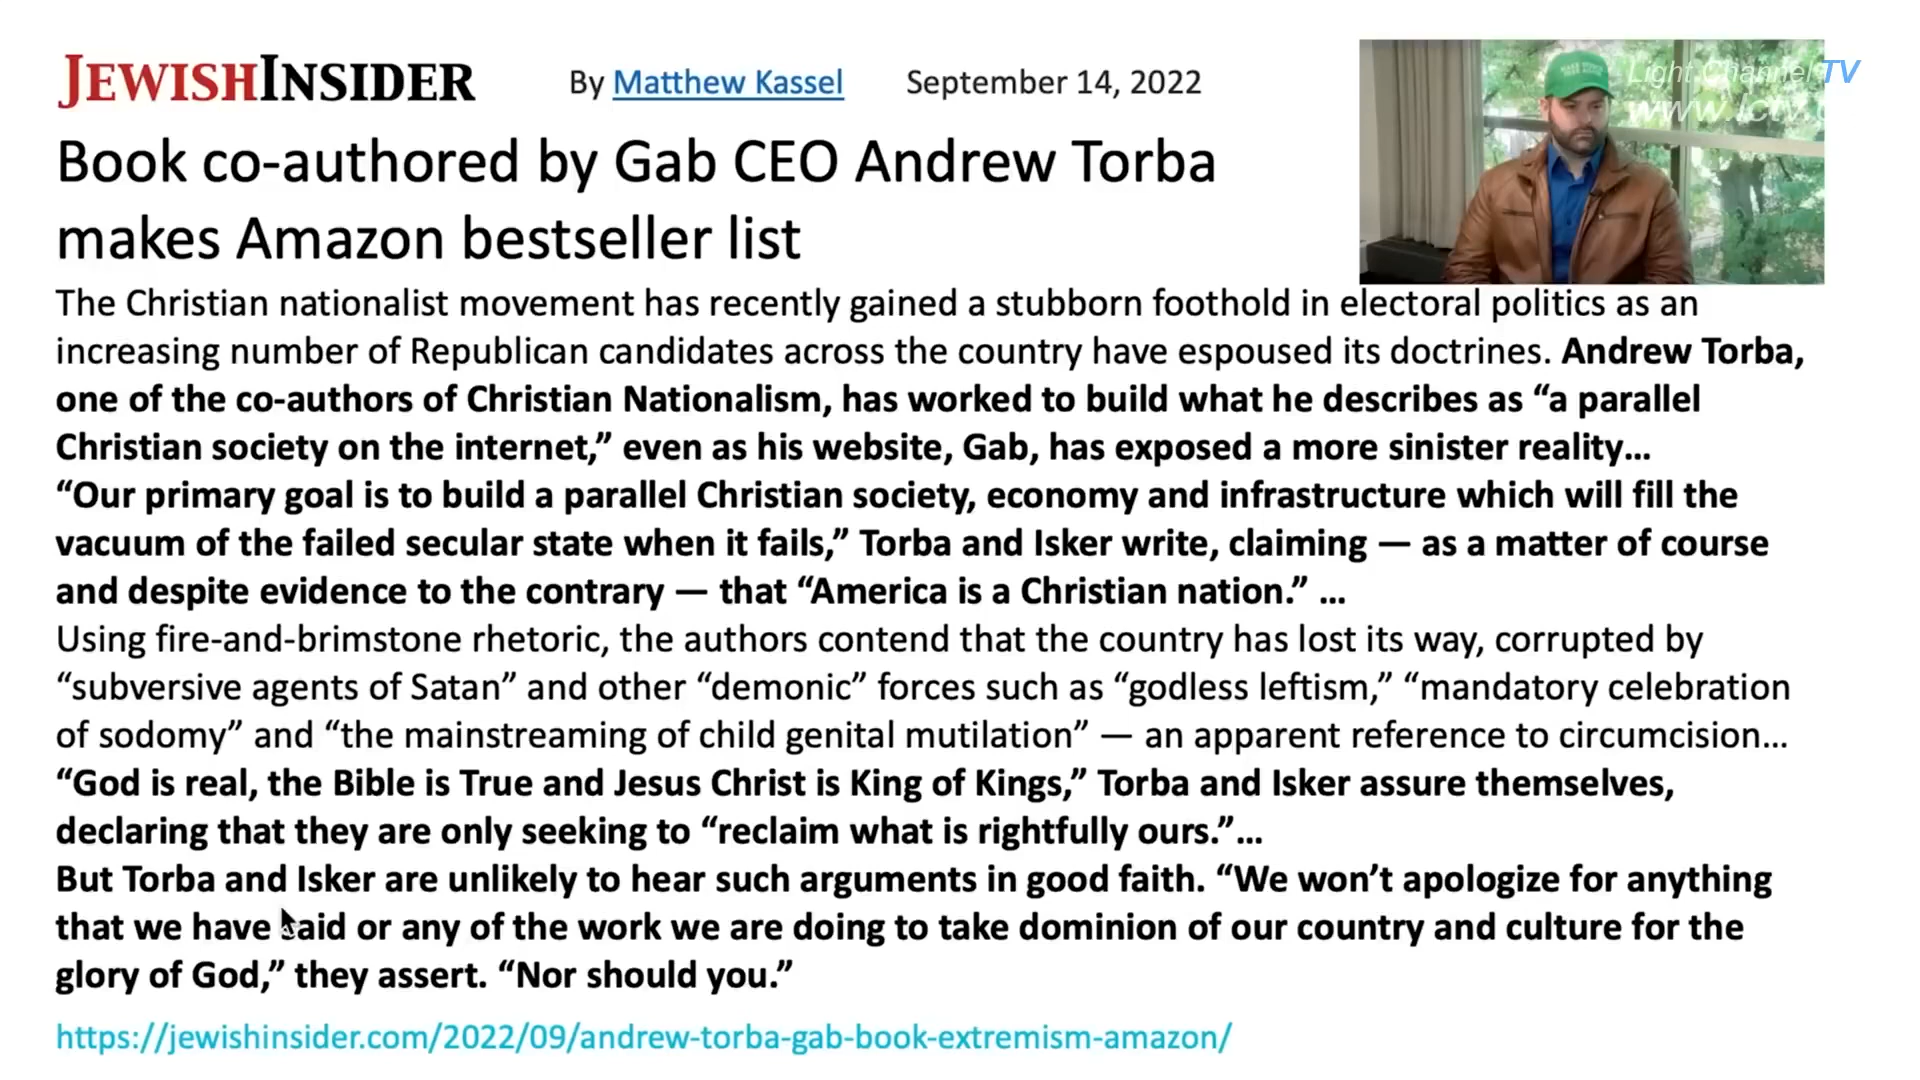 JEWISHINSIDER By Matthew Kassel September 14, 2022
Light Channel TV
www.lctv.
Book co-authored by Gab CEO Andrew Torba
makes Amazon bestseller list
The Christian nationalist movement has recently gained a stubborn foothold in electoral politics as an
increasing number of Republican candidates across the country have espoused its doctrines. Andrew Torba,
one of the co-authors of Christian Nationalism, has worked to build what he describes as “a parallel
Christian society on the internet,” even as his website, Gab, has exposed a more sinister reality…
“Our primary goal is to build a parallel Christian society, economy and infrastructure which will fill the
vacuum of the failed secular state when it fails,” Torba and Isker write, claiming — as a matter of course
and despite evidence to the contrary — that “America is a Christian nation.” …
Using fire-and-brimstone rhetoric, the authors contend that the country has lost its way, corrupted by
“subversive agents of Satan” and other “demonic” forces such as “godless leftism,” “mandatory celebration
of sodomy” and “the mainstreaming of child genital mutilation” — an apparent reference to circumcision…
“God is real, the Bible is True and Jesus Christ is King of Kings,” Torba and Isker assure themselves,
declaring that they are only seeking to “reclaim what is rightfully ours.”…
But Torba and Isker are unlikely to hear such arguments in good faith. “We won’t apologize for anything
that we have said or any of the work we are doing to take dominion of our country and culture for the
glory of God,” they assert. “Nor should you.”
https://jewishinsider.com/2022/09/andrew-torba-gab-book-extremism-amazon/